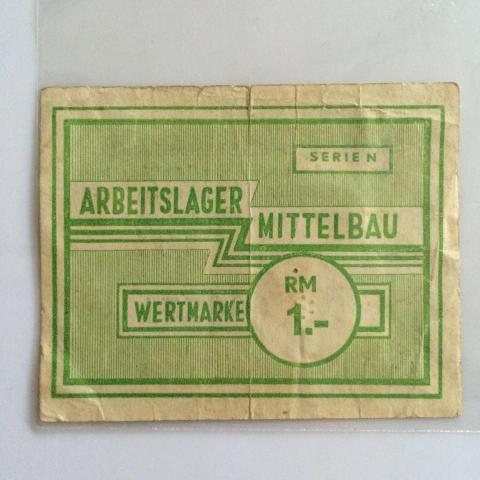 SERIE N
ARBEITSLAGER
MITTELBAU
RM
WERTMARKE
1.-